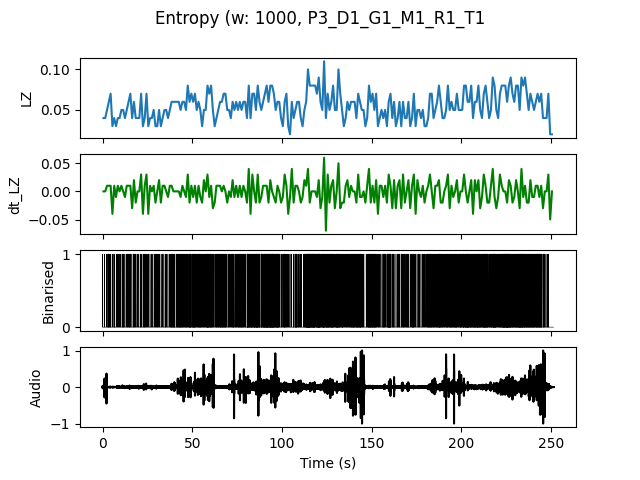 Entropy (w: 1000, P3_D1_G1_M1_R1_T1
0.10
0.05
LZ
0.05
0.00
−0.05
dt_LZ
1
0
Binarised
1
0
−1
Audio
0 50 100 150 200 250
Time (s)